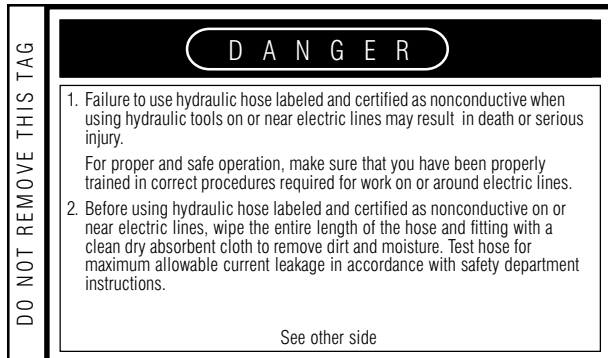 DO NOT REMOVE THIS TAG
DANGER
1. Failure to use hydraulic hose labeled and certified as nonconductive when
using hydraulic tools on or near electric lines may result in death or serious
injury.
For proper and safe operation, make sure that you have been properly
trained in correct procedures required for work on or around electric lines.
2. Before using hydraulic hose labeled and certified as nonconductive on or
near electric lines, wipe the entire length of the hose and fitting with a
clean dry absorbent cloth to remove dirt and moisture. Test hose for
maximum allowable current leakage in accordance with safety department
instructions.
See other side